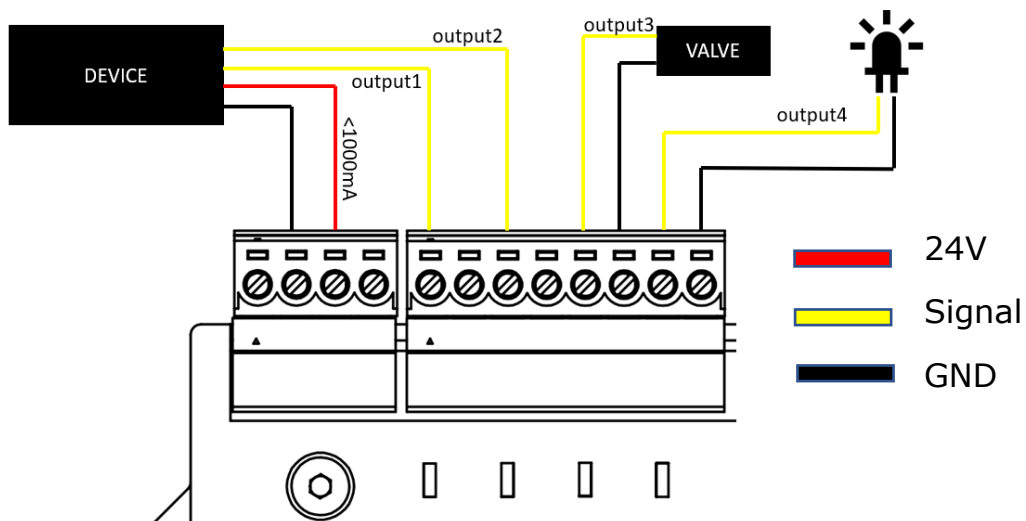 output2
output3
DEVICE
VALVE
output1
output4
<1000mA
24V
Signal
GND